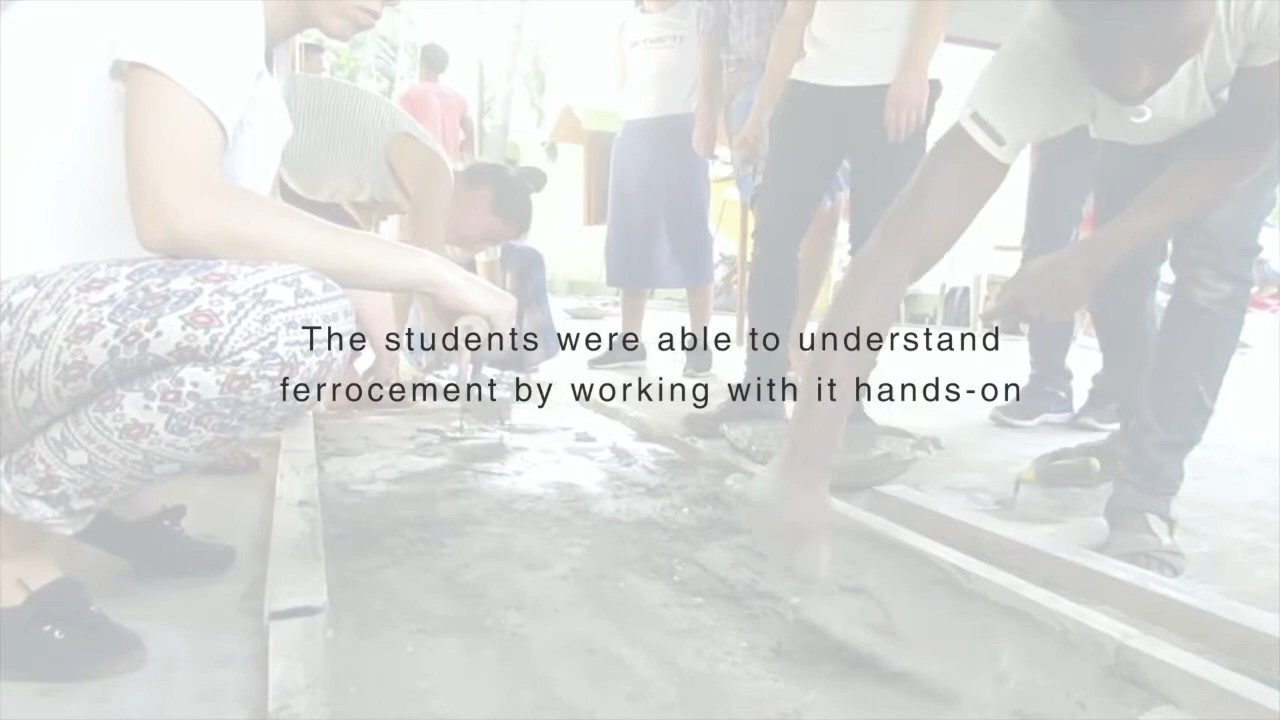 The students were able to understand
ferrocement by working with it hands-on